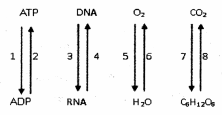 ATP DNA O₂ CO₂
1 2 3 4 5 6 7 8
ADP RNA H₂O C₆H₁₂O₆